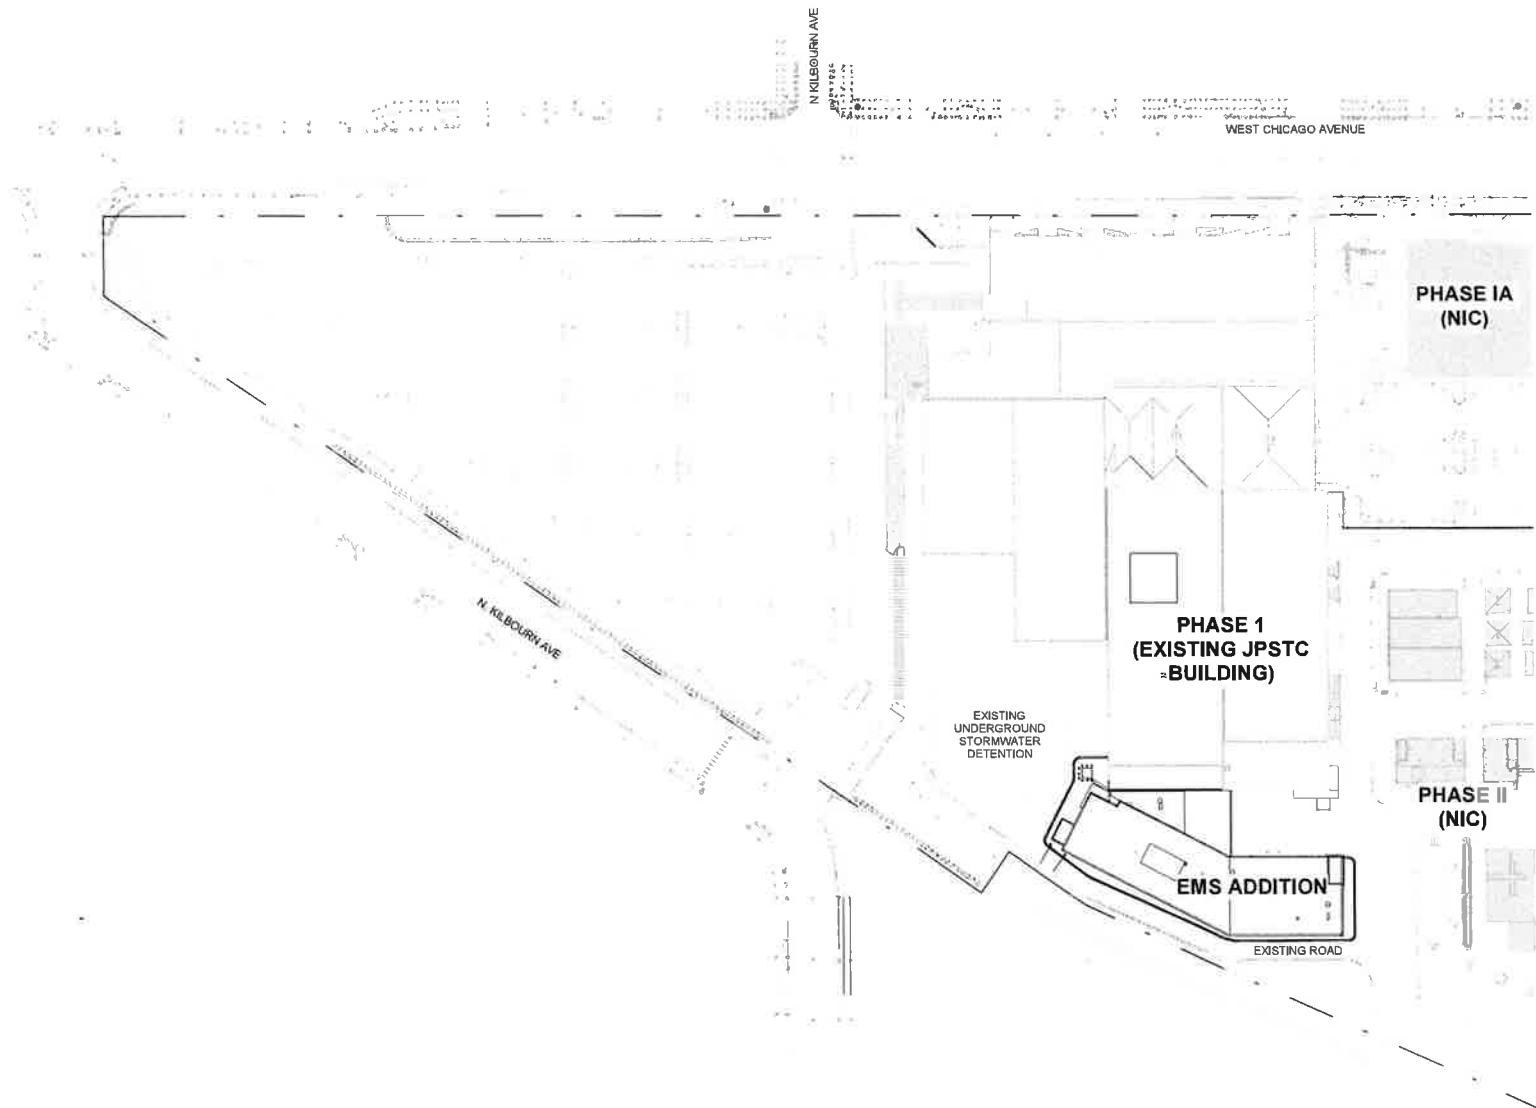 N KILBOURN AVE
WEST CHICAGO AVENUE
PHASE IA
(NIC)
N. KILBOURN AVE
PHASE 1
(EXISTING JPSTC
BUILDING)
EXISTING
UNDERGROUND
STORMWATER
DETENTION
PHASE II
(NIC)
EMS ADDITION
EXISTING ROAD